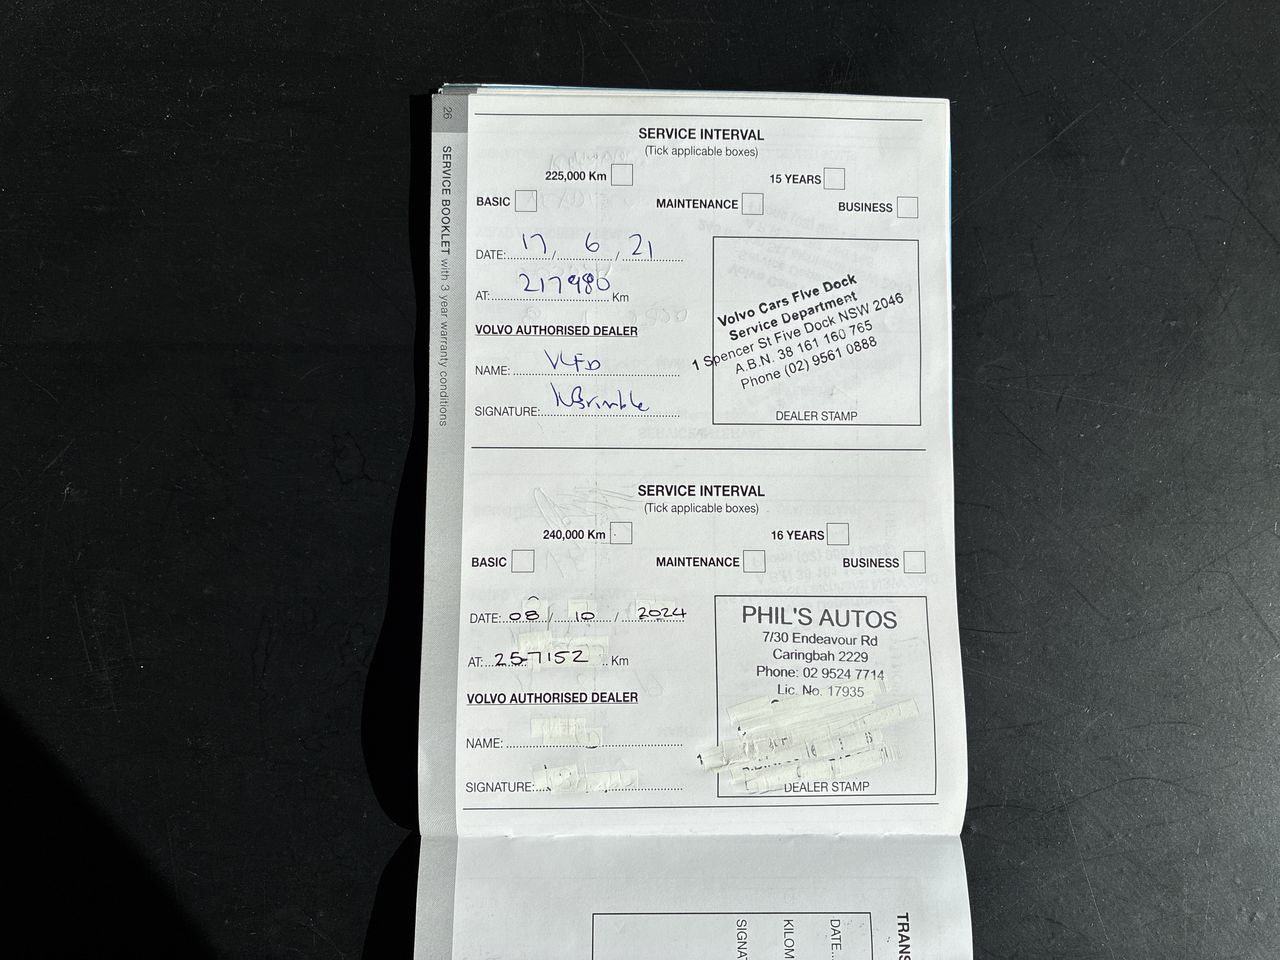 26
SERVICE BOOKLET with 3 year warranty conditions
SERVICE INTERVAL
(Tick applicable boxes)
225,000 Km
15 YEARS
BASIC
MAINTENANCE
BUSINESS
DATE: 17 / 6 / 21
AT: 217980 Km
VOLVO AUTHORISED DEALER
NAME: VCFD
SIGNATURE:
Volvo Cars Five Dock
Service Department
1 Spencer St Five Dock NSW 2046
A.B.N. 38 161 160 765
Phone (02) 9561 0888
DEALER STAMP
SERVICE INTERVAL
(Tick applicable boxes)
240,000 Km
16 YEARS
BASIC
MAINTENANCE
BUSINESS
DATE: 08 / 10 / 2024
AT: 257152 Km
VOLVO AUTHORISED DEALER
NAME:
SIGNATURE:
PHIL'S AUTOS
7/30 Endeavour Rd
Caringbah 2229
Phone: 02 9524 7714
Lic. No. 17935
DEALER STAMP
TRANS
DATE
KILOM
SIGNA